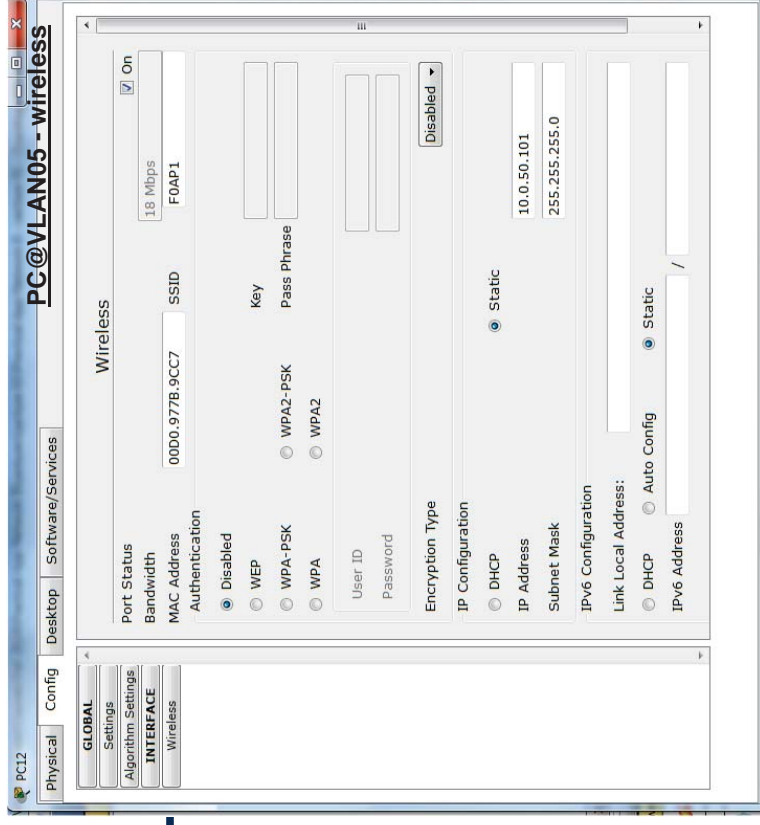 PC12
PC@VLAN05 - wireless
Physical Config Desktop Software/Services
GLOBAL
Settings
Algorithm Settings
INTERFACE
Wireless
Wireless
Port Status On
Bandwidth 18 Mbps
MAC Address 00D0.977B.9CC7 SSID F0AP1
Authentication
Disabled
WEP Key
WPA-PSK WPA2-PSK Pass Phrase
WPA WPA2
User ID
Password
Encryption Type Disabled
IP Configuration
DHCP Static
IP Address 10.0.50.101
Subnet Mask 255.255.255.0
IPv6 Configuration
Link Local Address:
DHCP Auto Config Static
IPv6 Address /